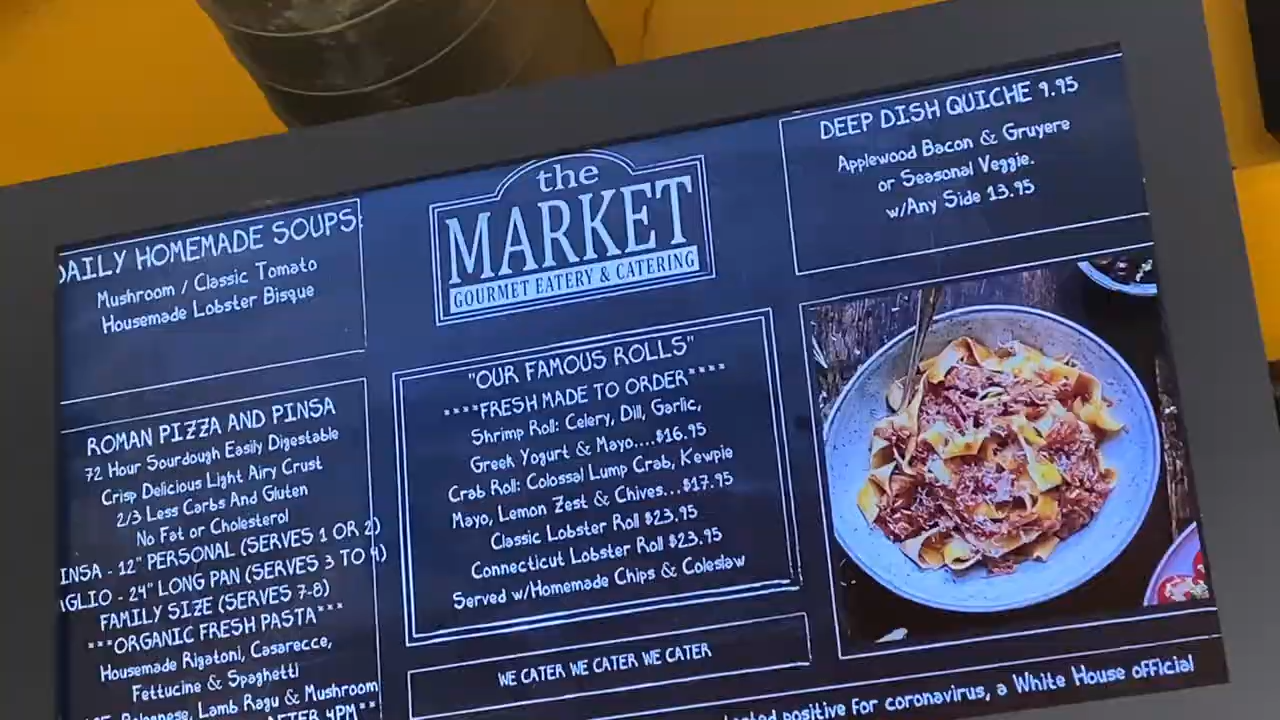 DAILY HOMEMADE SOUPS:
Mushroom / Classic Tomato
Housemade Lobster Bisque
ROMAN PIZZA AND PINSA
72 Hour Sourdough Easily Digestable
Crisp Delicious Light Airy Crust
2/3 Less Carbs And Gluten
No Fat or Cholesterol
INSA - 12" PERSONAL (SERVES 1 OR 2)
AGLIO - 24" LONG PAN (SERVES 3 TO 4)
FAMILY SIZE (SERVES 7-8)
***ORGANIC FRESH PASTA***
Housemade Rigatoni, Casarecce,
Fettucine & Spaghetti
Bolognese, Lamb Ragu & Mushroom
AFTER 4PM**
the
MARKET
GOURMET EATERY & CATERING
"OUR FAMOUS ROLLS"
****FRESH MADE TO ORDER****
Shrimp Roll: Celery, Dill, Garlic,
Greek Yogurt & Mayo....$16.95
Crab Roll: Colossal Lump Crab, Kewpie
Mayo, Lemon Zest & Chives...$17.95
Classic Lobster Roll $23.95
Connecticut Lobster Roll $23.95
Served w/Homemade Chips & Coleslaw
WE CATER WE CATER WE CATER
DEEP DISH QUICHE 9.95
Applewood Bacon & Gruyere
or Seasonal Veggie.
w/Any Side 13.95
positive for coronavirus, a White House official